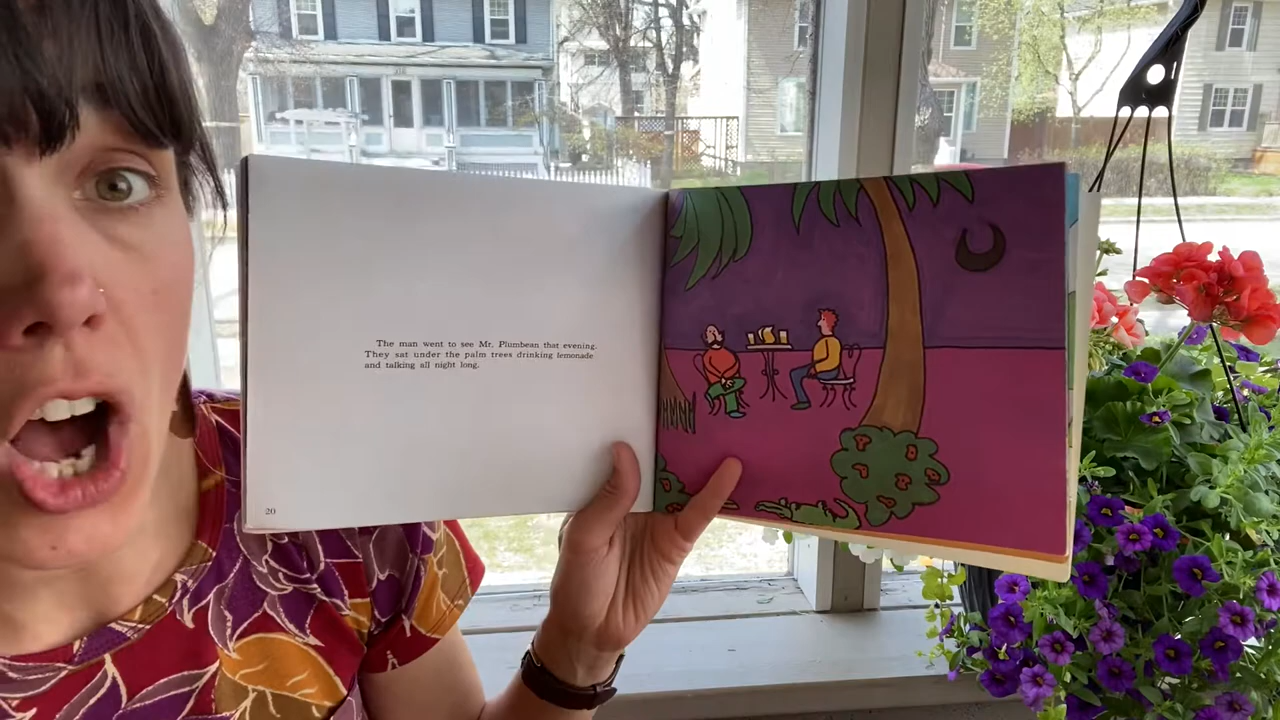 The man went to see Mr. Plumbean that evening.
They sat under the palm trees drinking lemonade
and talking all night long.
20